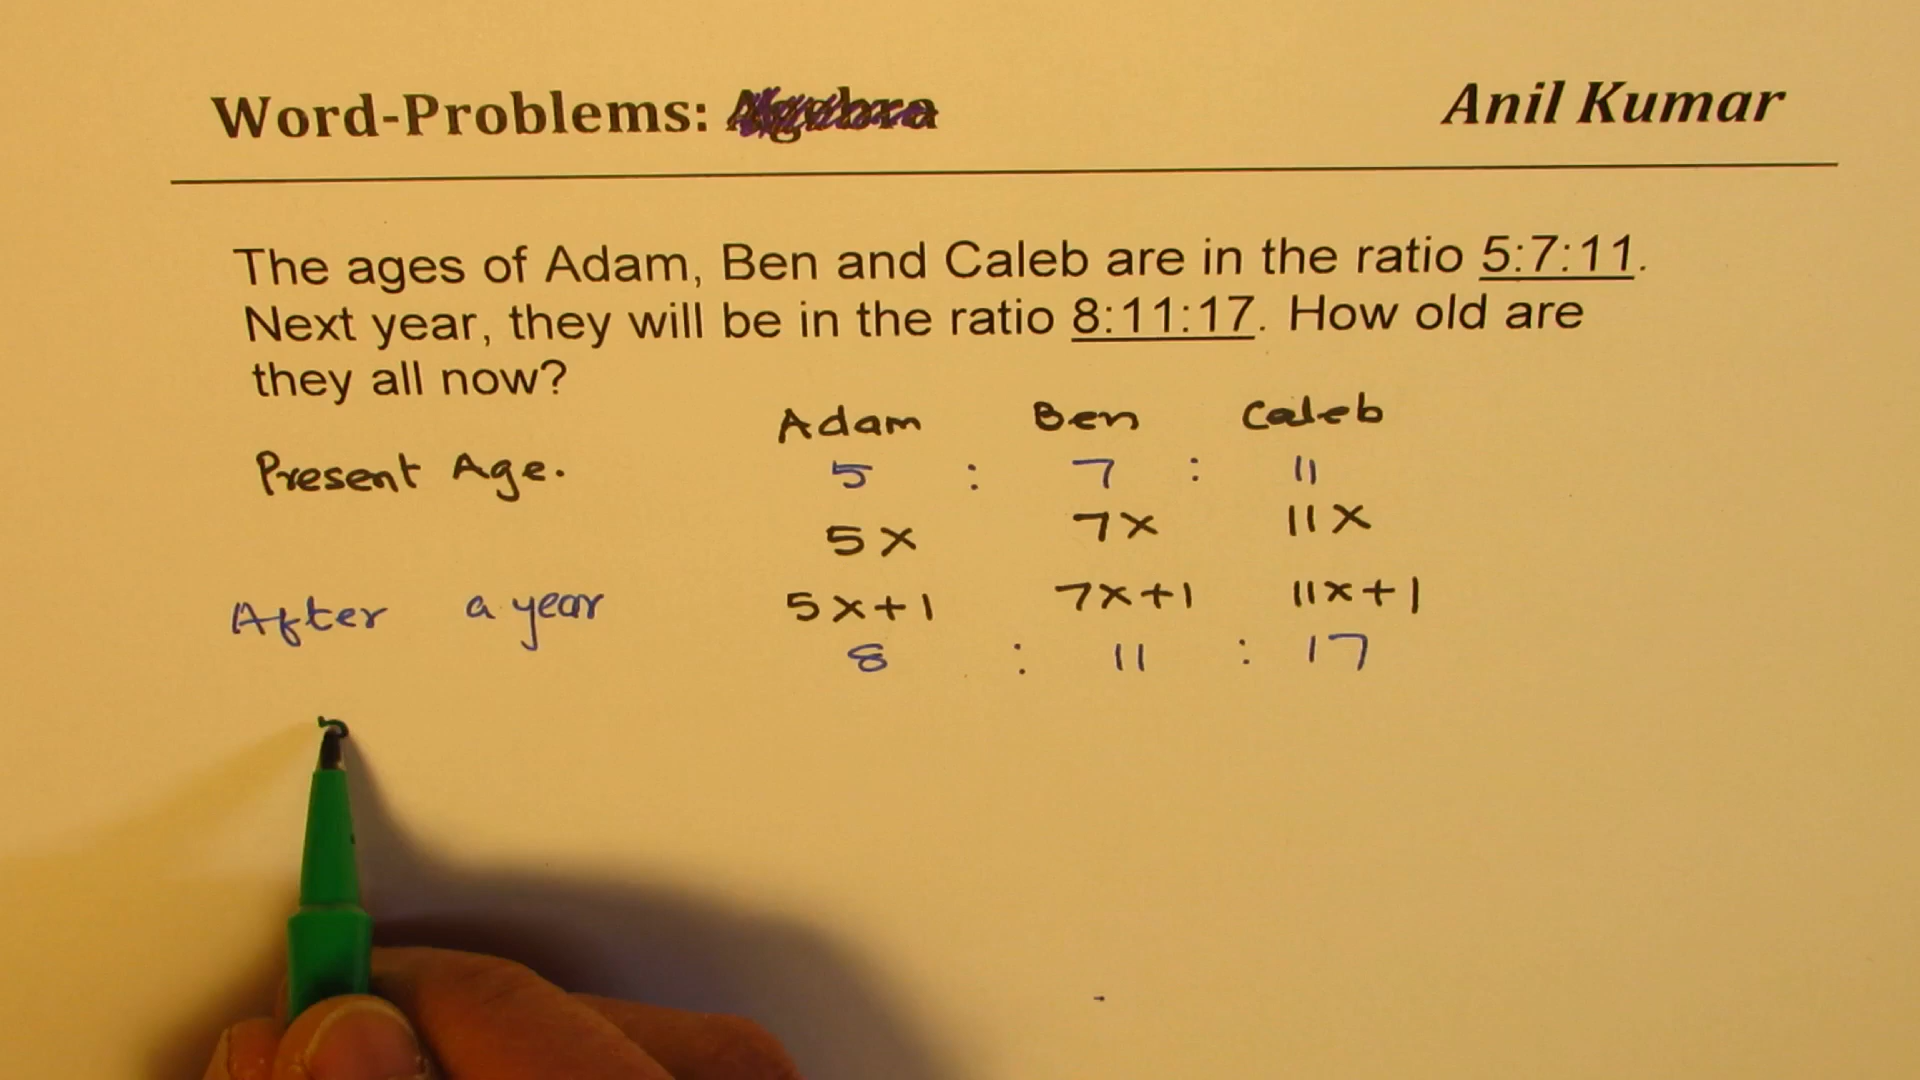 Word-Problems: Algebra
Anil Kumar
The ages of Adam, Ben and Caleb are in the ratio 5:7:11.
Next year, they will be in the ratio 8:11:17. How old are
they all now?
Adam Ben Caleb
Present Age. 5 : 7 : 11
5x 7x 11x
After a year 5x+1 7x+1 11x+1
8 : 11 : 17